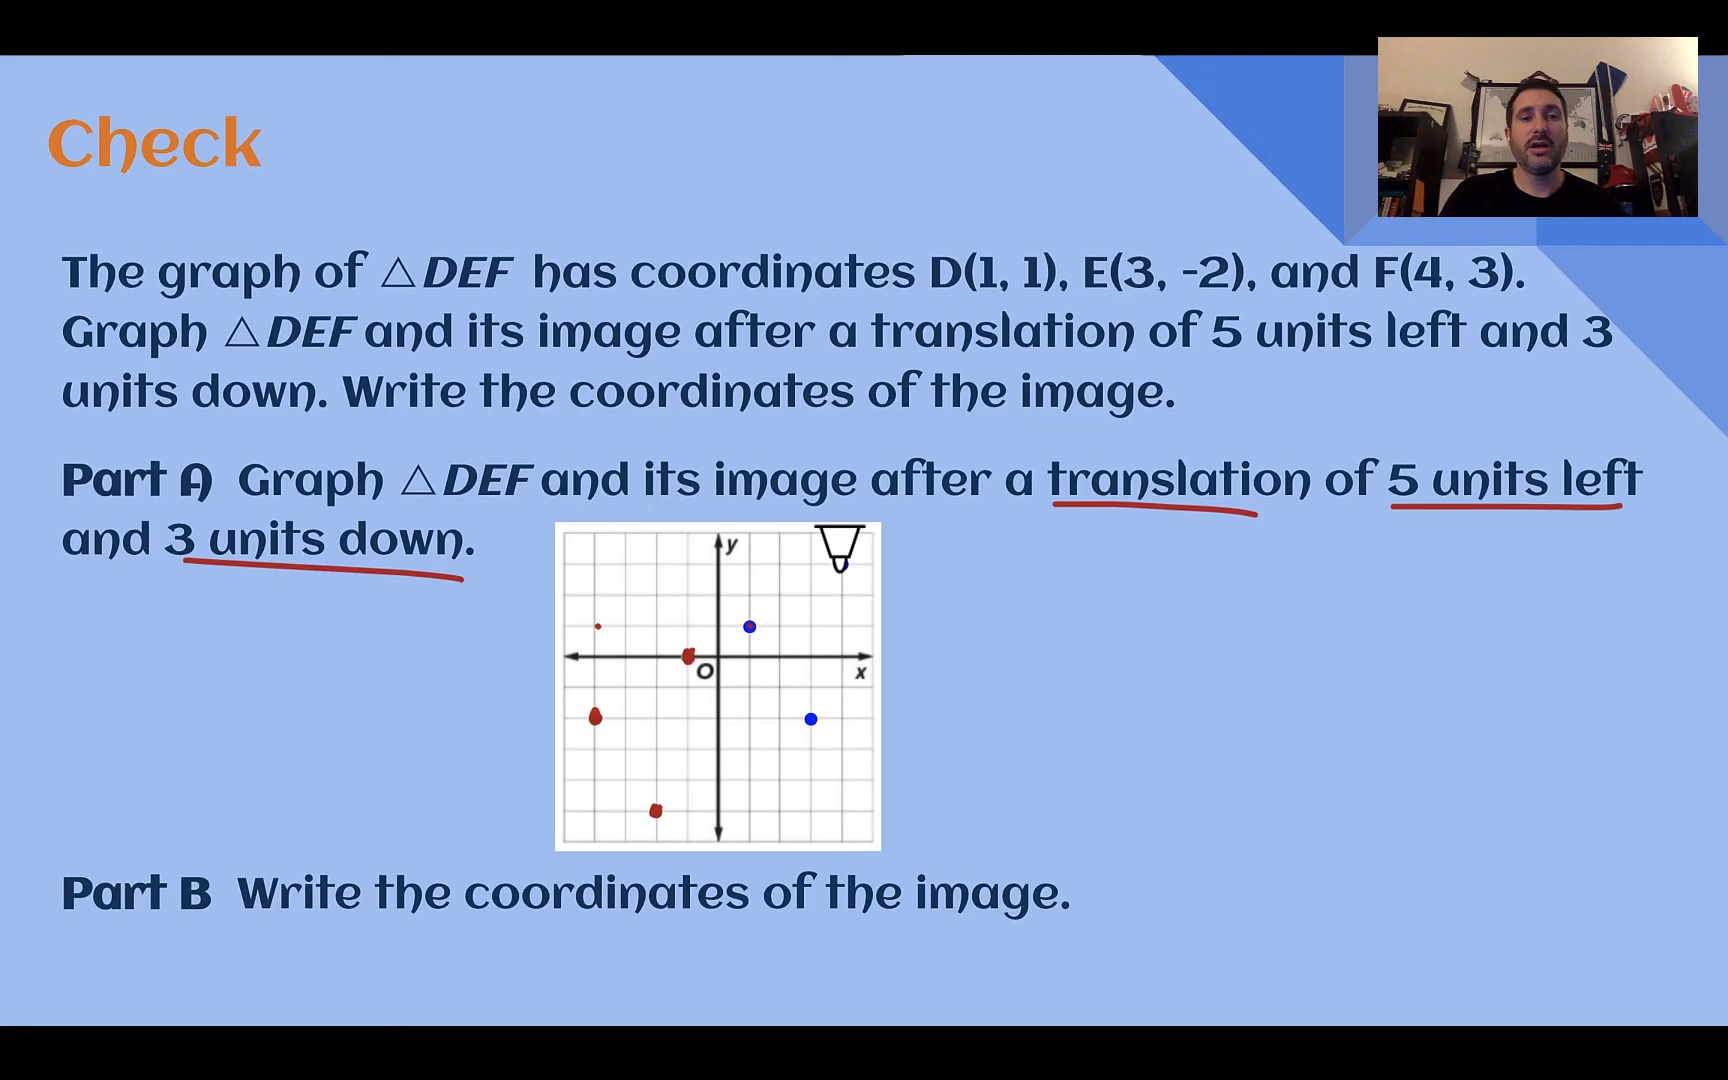 Check
The graph of △DEF has coordinates D(1, 1), E(3, -2), and F(4, 3).
Graph △DEF and its image after a translation of 5 units left and 3
units down. Write the coordinates of the image.
Part A Graph △DEF and its image after a translation of 5 units left
and 3 units down.
y
O
x
Part B Write the coordinates of the image.